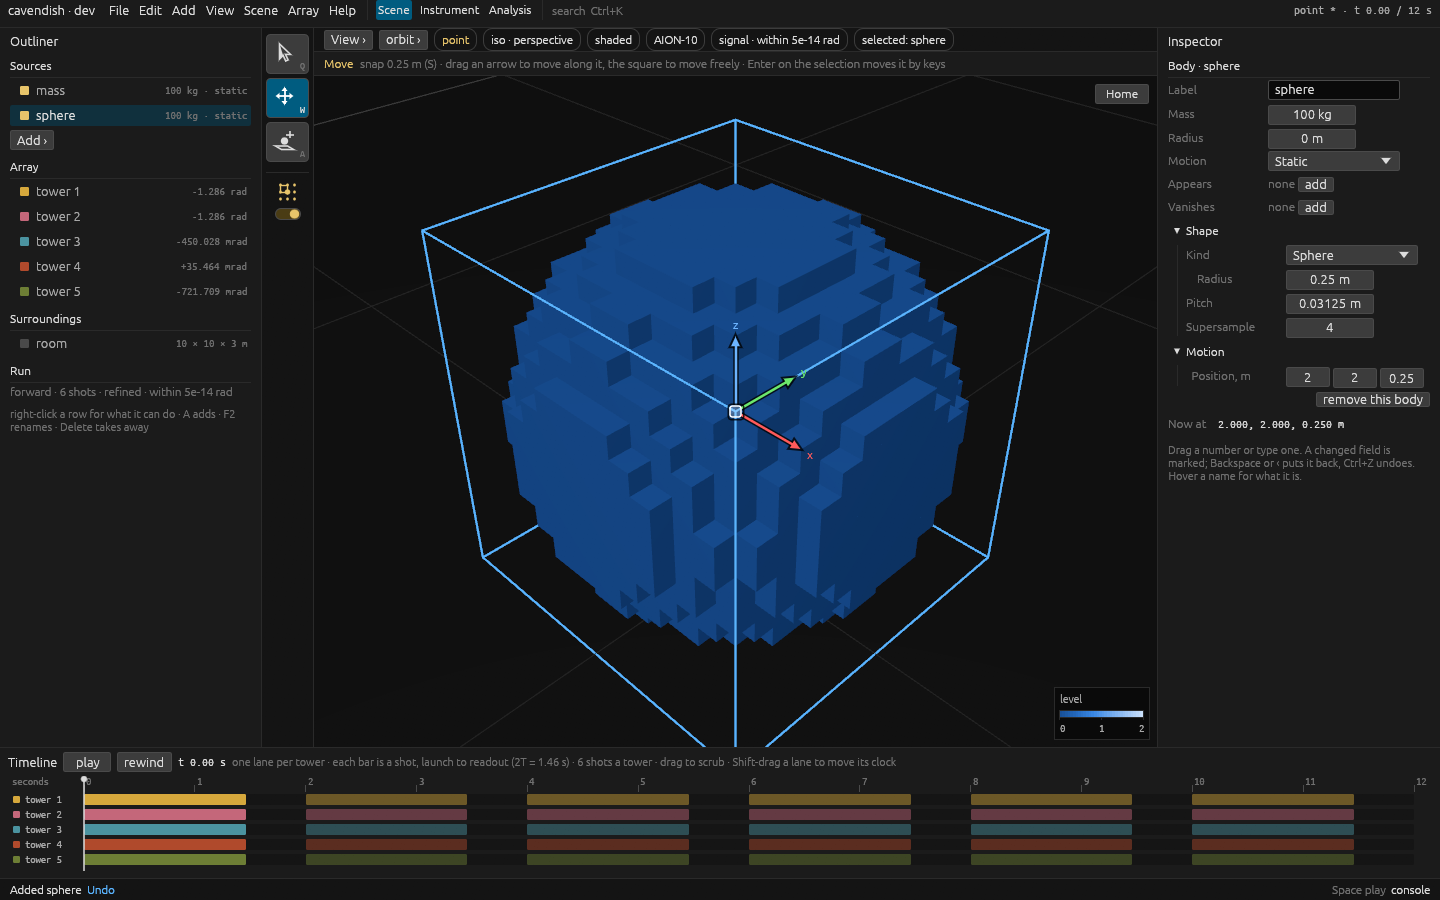 cavendish · dev File Edit Add View Scene Array Help Scene Instrument Analysis search Ctrl+K point * · t 0.00 / 12 s
Outliner
Sources
mass 100 kg · static
sphere 100 kg · static
Add ›
Array
tower 1 -1.286 rad
tower 2 -1.286 rad
tower 3 -450.028 mrad
tower 4 +35.464 mrad
tower 5 -721.709 mrad
Surroundings
room 10 × 10 × 3 m
Run
forward · 6 shots · refined · within 5e-14 rad
right-click a row for what it can do · A adds · F2
renames · Delete takes away
Q
W
A
View › orbit › point iso · perspective shaded AION-10 signal · within 5e-14 rad selected: sphere
Move snap 0.25 m (S) · drag an arrow to move along it, the square to move freely · Enter on the selection moves it by keys
Home
z
y
x
level
0 1 2
Inspector
Body · sphere
Label sphere
Mass 100 kg
Radius 0 m
Motion Static
Appears none add
Vanishes none add
Shape
Kind Sphere
Radius 0.25 m
Pitch 0.03125 m
Supersample 4
Motion
Position, m 2 2 0.25
remove this body
Now at 2.000, 2.000, 0.250 m
Drag a number or type one. A changed field is
marked; Backspace or ‹ puts it back, Ctrl+Z undoes.
Hover a name for what it is.
Timeline play rewind t 0.00 s one lane per tower · each bar is a shot, launch to readout (2T = 1.46 s) · 6 shots a tower · drag to scrub · Shift-drag a lane to move its clock
seconds 0 1 2 3 4 5 6 7 8 9 10 11 12
tower 1
tower 2
tower 3
tower 4
tower 5
Added sphere Undo Space play console